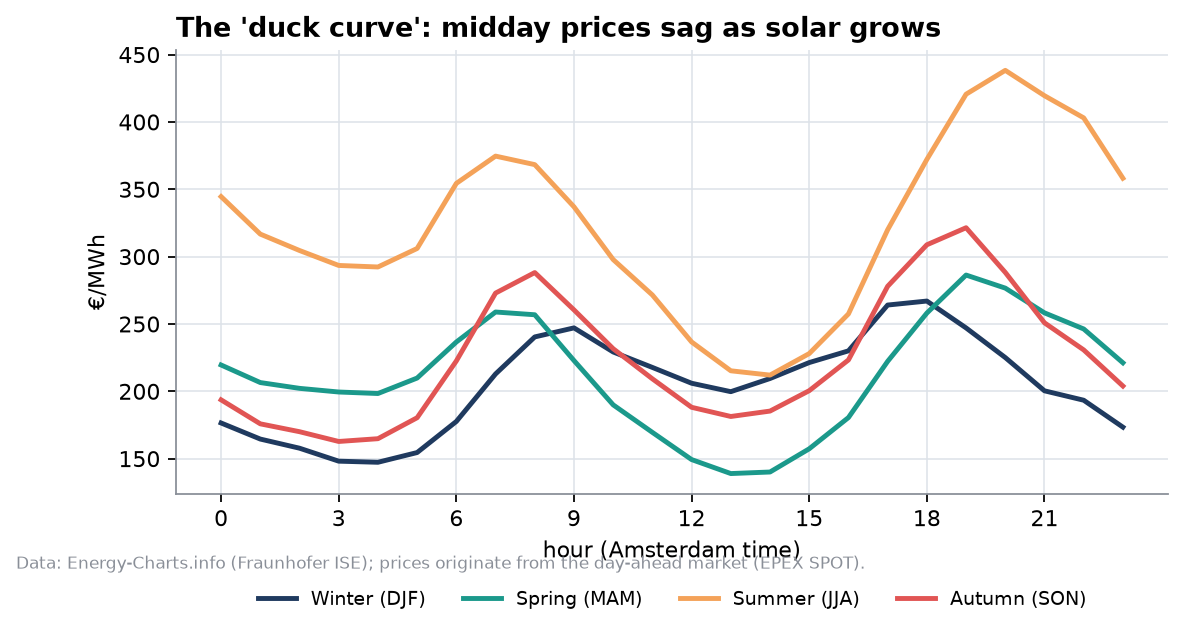 The 'duck curve': midday prices sag as solar grows
450
400
350
300
250
200
150
€/MWh
0 3 6 9 12 15 18 21
hour (Amsterdam time)
Data: Energy-Charts.info (Fraunhofer ISE); prices originate from the day-ahead market (EPEX SPOT).
Winter (DJF) Spring (MAM) Summer (JJA) Autumn (SON)